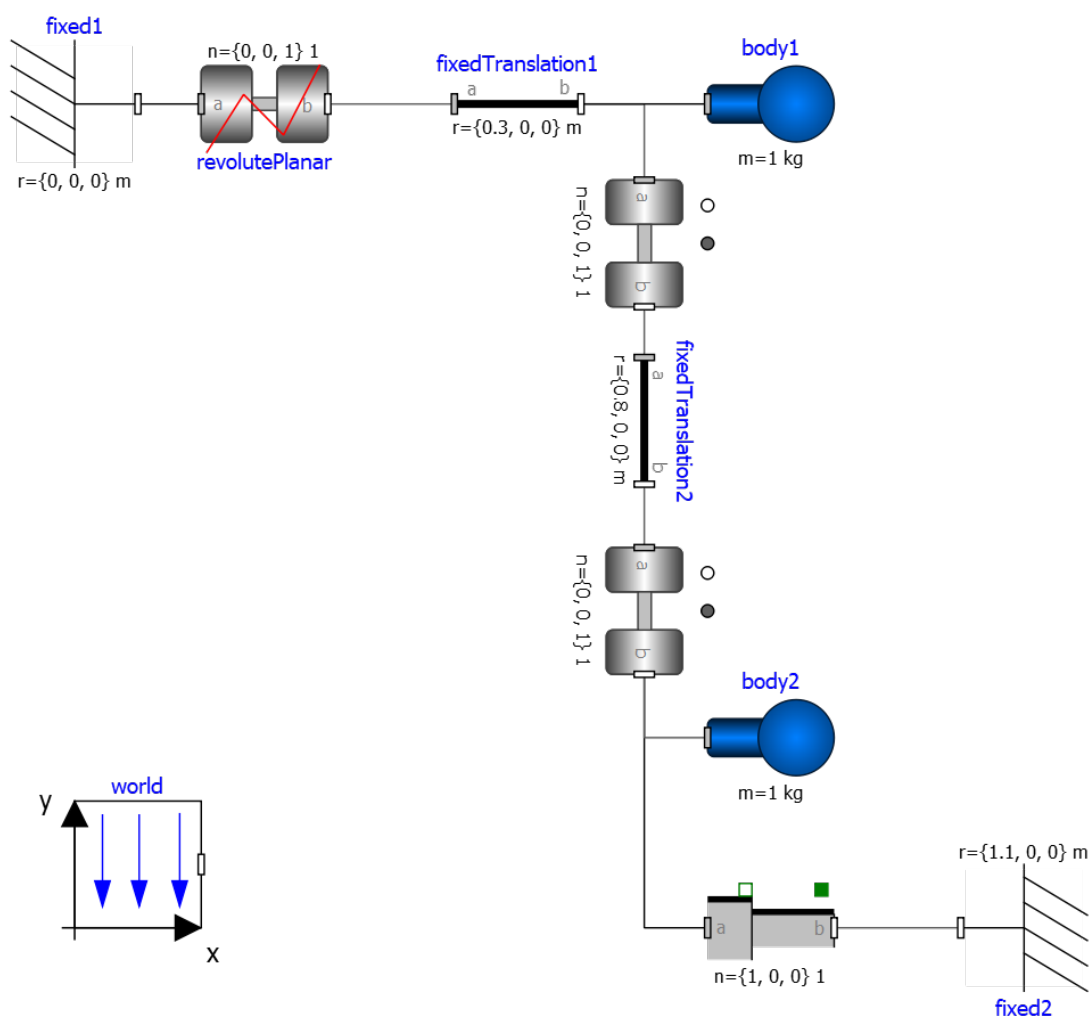 fixed1
r={0, 0, 0} m
n={0, 0, 1} 1
a
b
revolutePlanar
fixedTranslation1
a
b
r={0.3, 0, 0} m
body1
m=1 kg
n={0, 0, 1} 1
a
b
fixedTranslation2
a
b
r={0.8, 0, 0} m
n={0, 0, 1} 1
a
b
body2
m=1 kg
world
y
x
a
b
n={1, 0, 0} 1
r={1.1, 0, 0} m
fixed2